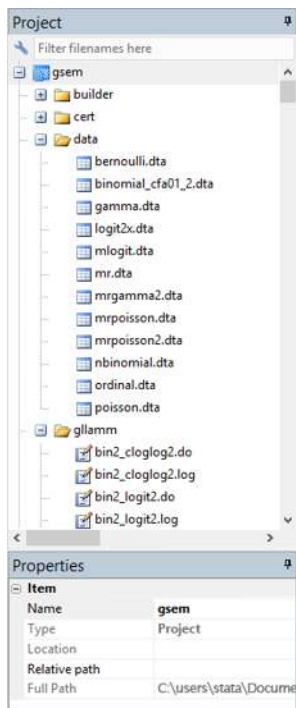 Project
Filter filenames here
gsem
builder
cert
data
bernoulli.dta
binomial_cfa01_2.dta
gamma.dta
logit2x.dta
mlogit.dta
mr.dta
mrgamma2.dta
mrpoisson.dta
mrpoisson2.dta
nbinomial.dta
ordinal.dta
poisson.dta
gllamm
bin2_cloglog2.do
bin2_cloglog2.log
bin2_logit2.do
bin2_logit2.log
Properties
Item
Name gsem
Type Project
Location
Relative path
Full Path C:\users\stata\Docume